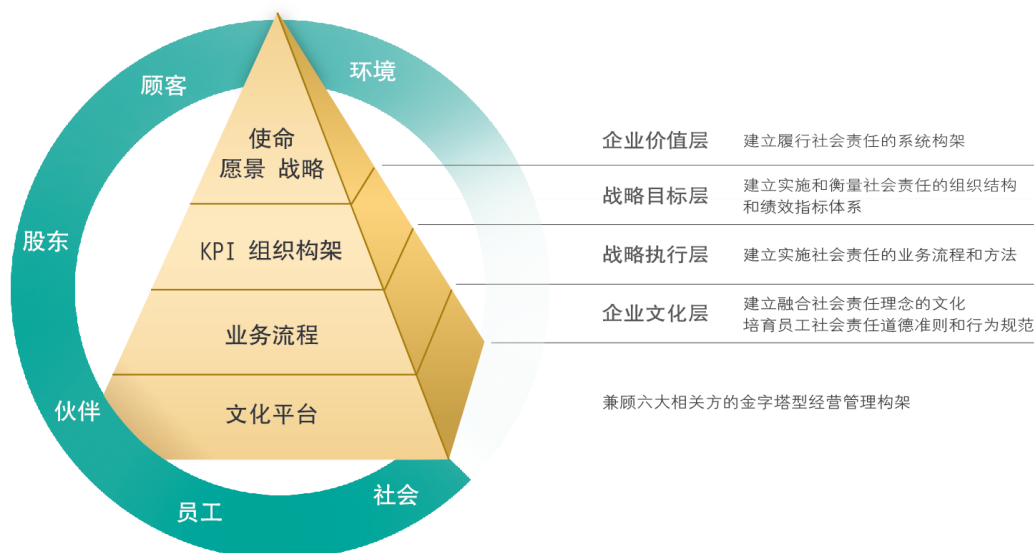 顾客
环境
股东
伙伴
员工
社会
使命
愿景 战略
KPI 组织构架
业务流程
文化平台
企业价值层 建立履行社会责任的系统构架
战略目标层 建立实施和衡量社会责任的组织结构
和绩效指标体系
战略执行层 建立实施社会责任的业务流程和方法
企业文化层 建立融合社会责任理念的文化
培育员工社会责任道德准则和行为规范
兼顾六大相关方的金字塔型经营管理构架